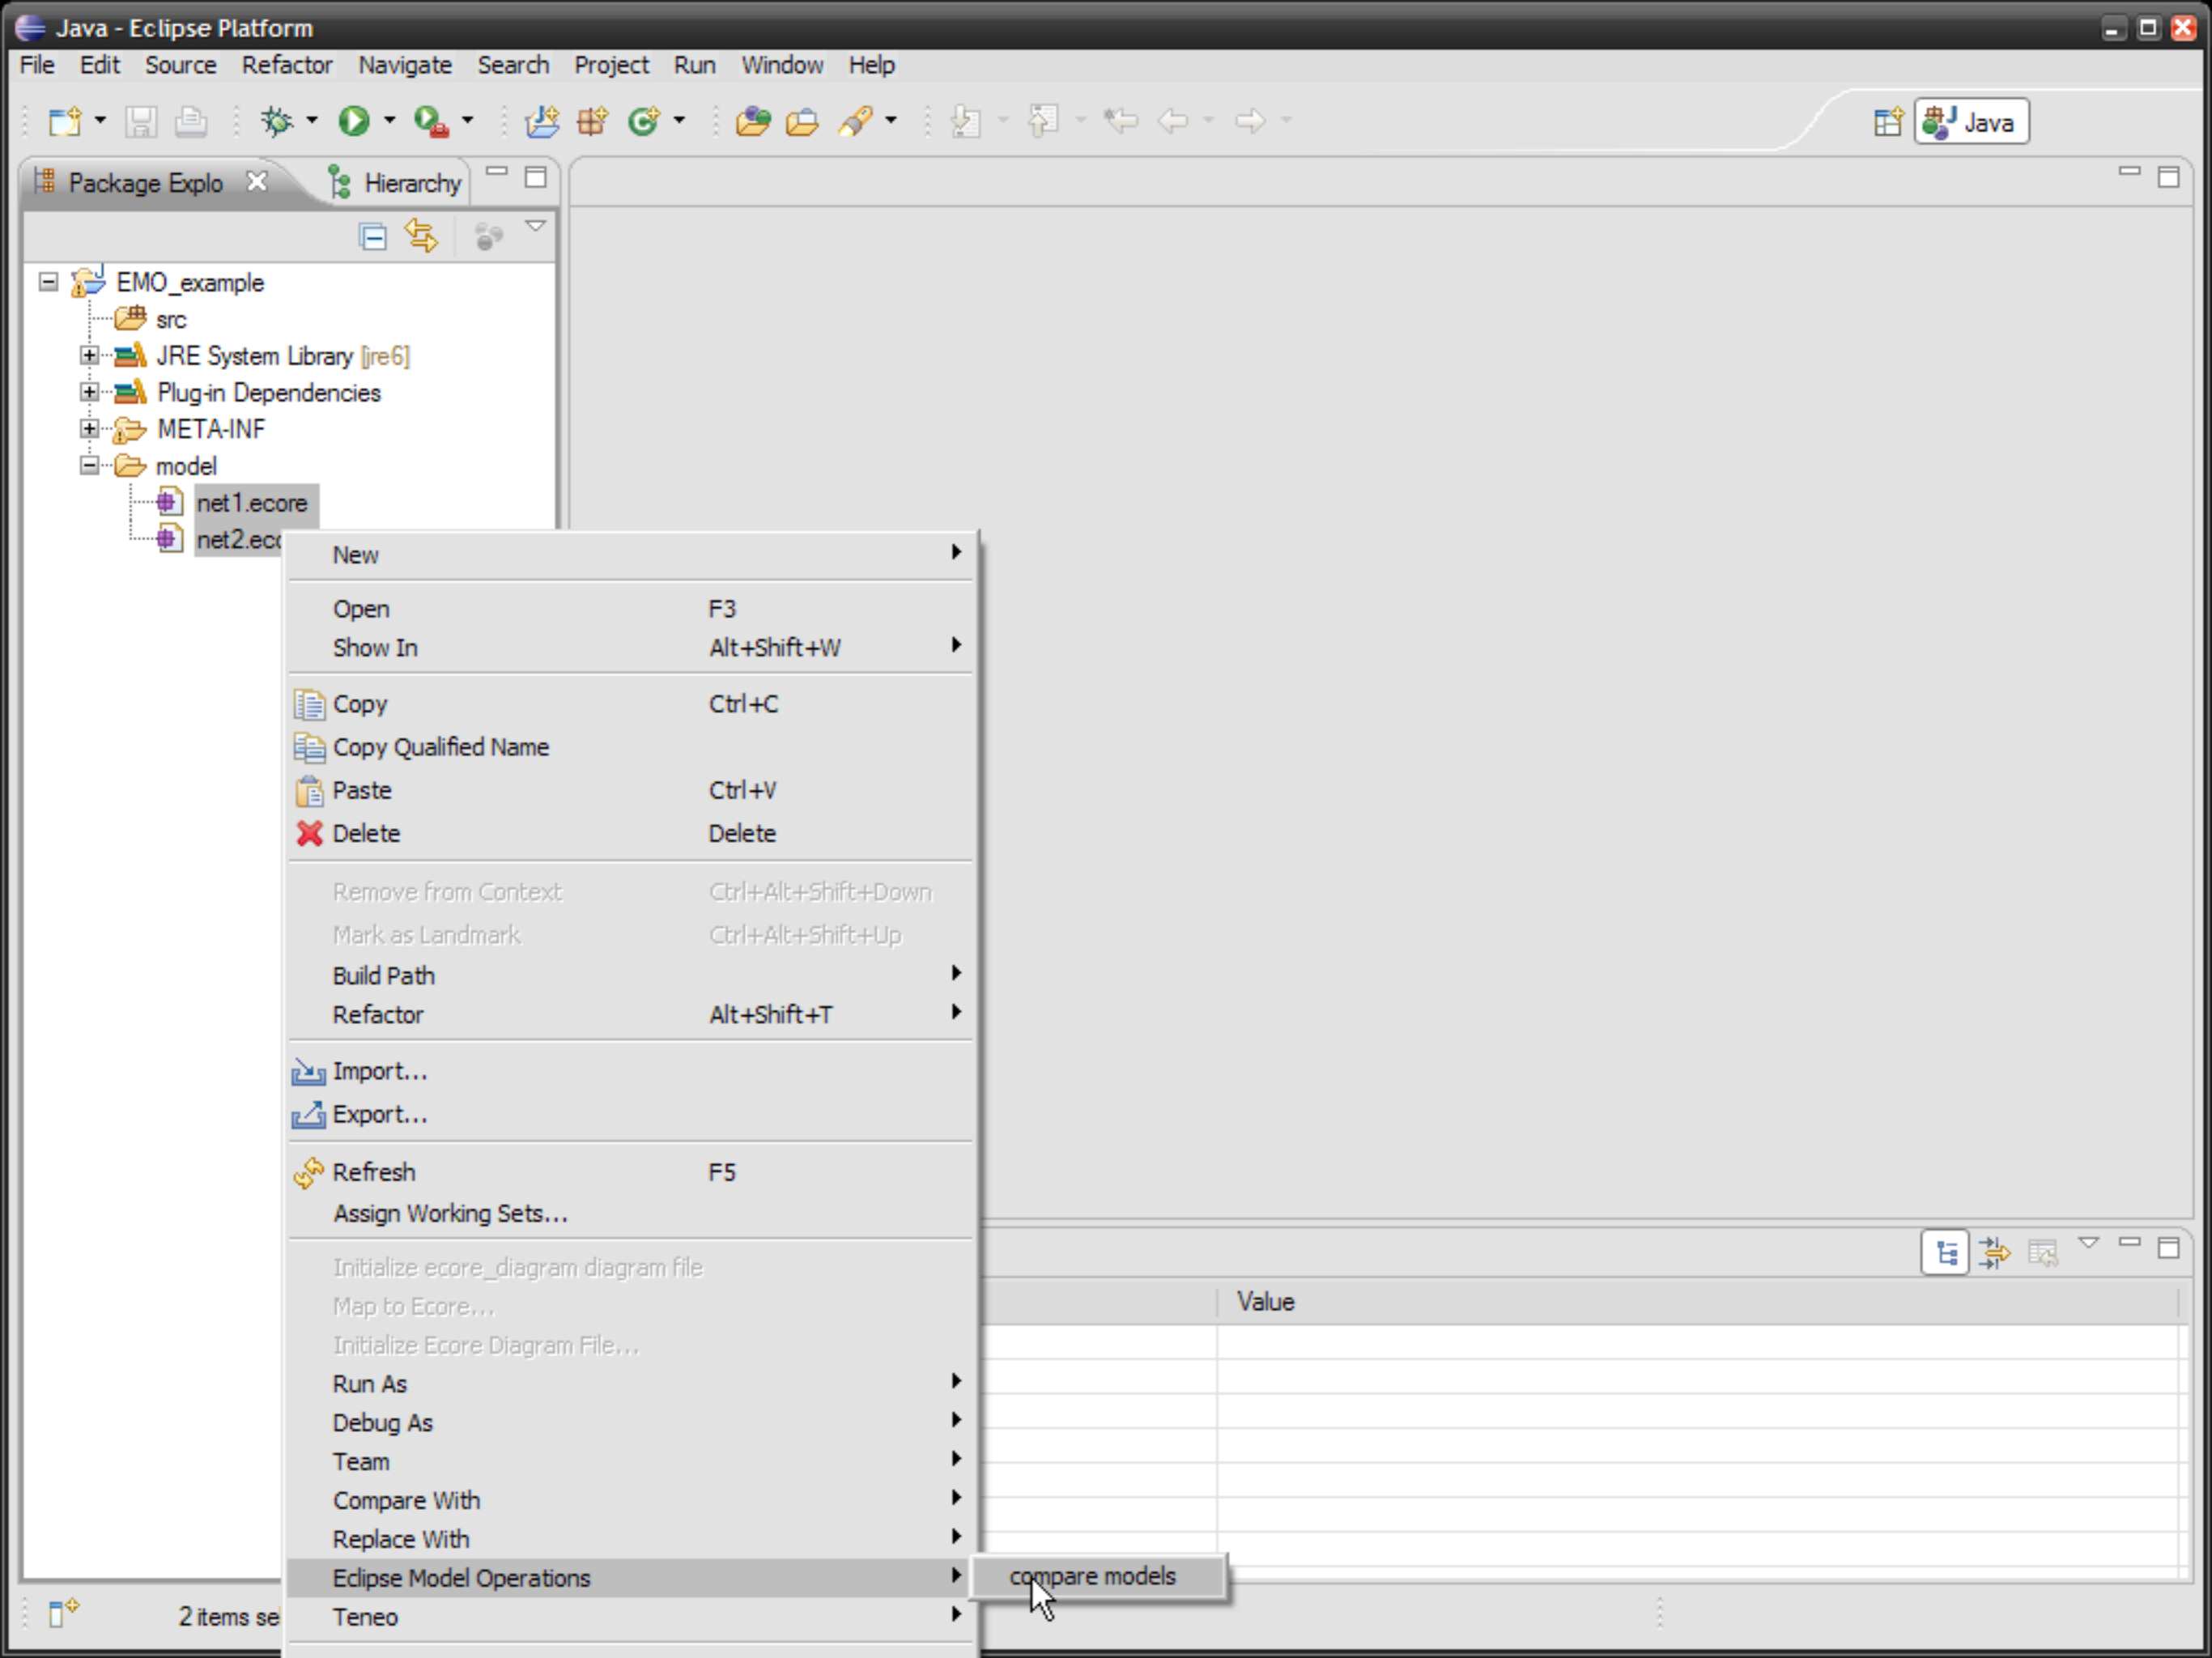 Java - Eclipse Platform
File Edit Source Refactor Navigate Search Project Run Window Help
Java
Package Explo Hierarchy
EMO_example
src
JRE System Library [jre6]
Plug-in Dependencies
META-INF
model
net1.ecore
net2.eco
New
Open F3
Show In Alt+Shift+W
Copy Ctrl+C
Copy Qualified Name
Paste Ctrl+V
Delete Delete
Remove from Context Ctrl+Alt+Shift+Down
Mark as Landmark Ctrl+Alt+Shift+Up
Build Path
Refactor Alt+Shift+T
Import...
Export...
Refresh F5
Assign Working Sets...
Initialize ecore_diagram diagram file
Map to Ecore...
Initialize Ecore Diagram File...
Run As
Debug As
Team
Compare With
Replace With
Eclipse Model Operations
Teneo
compare models
Value
2 items se